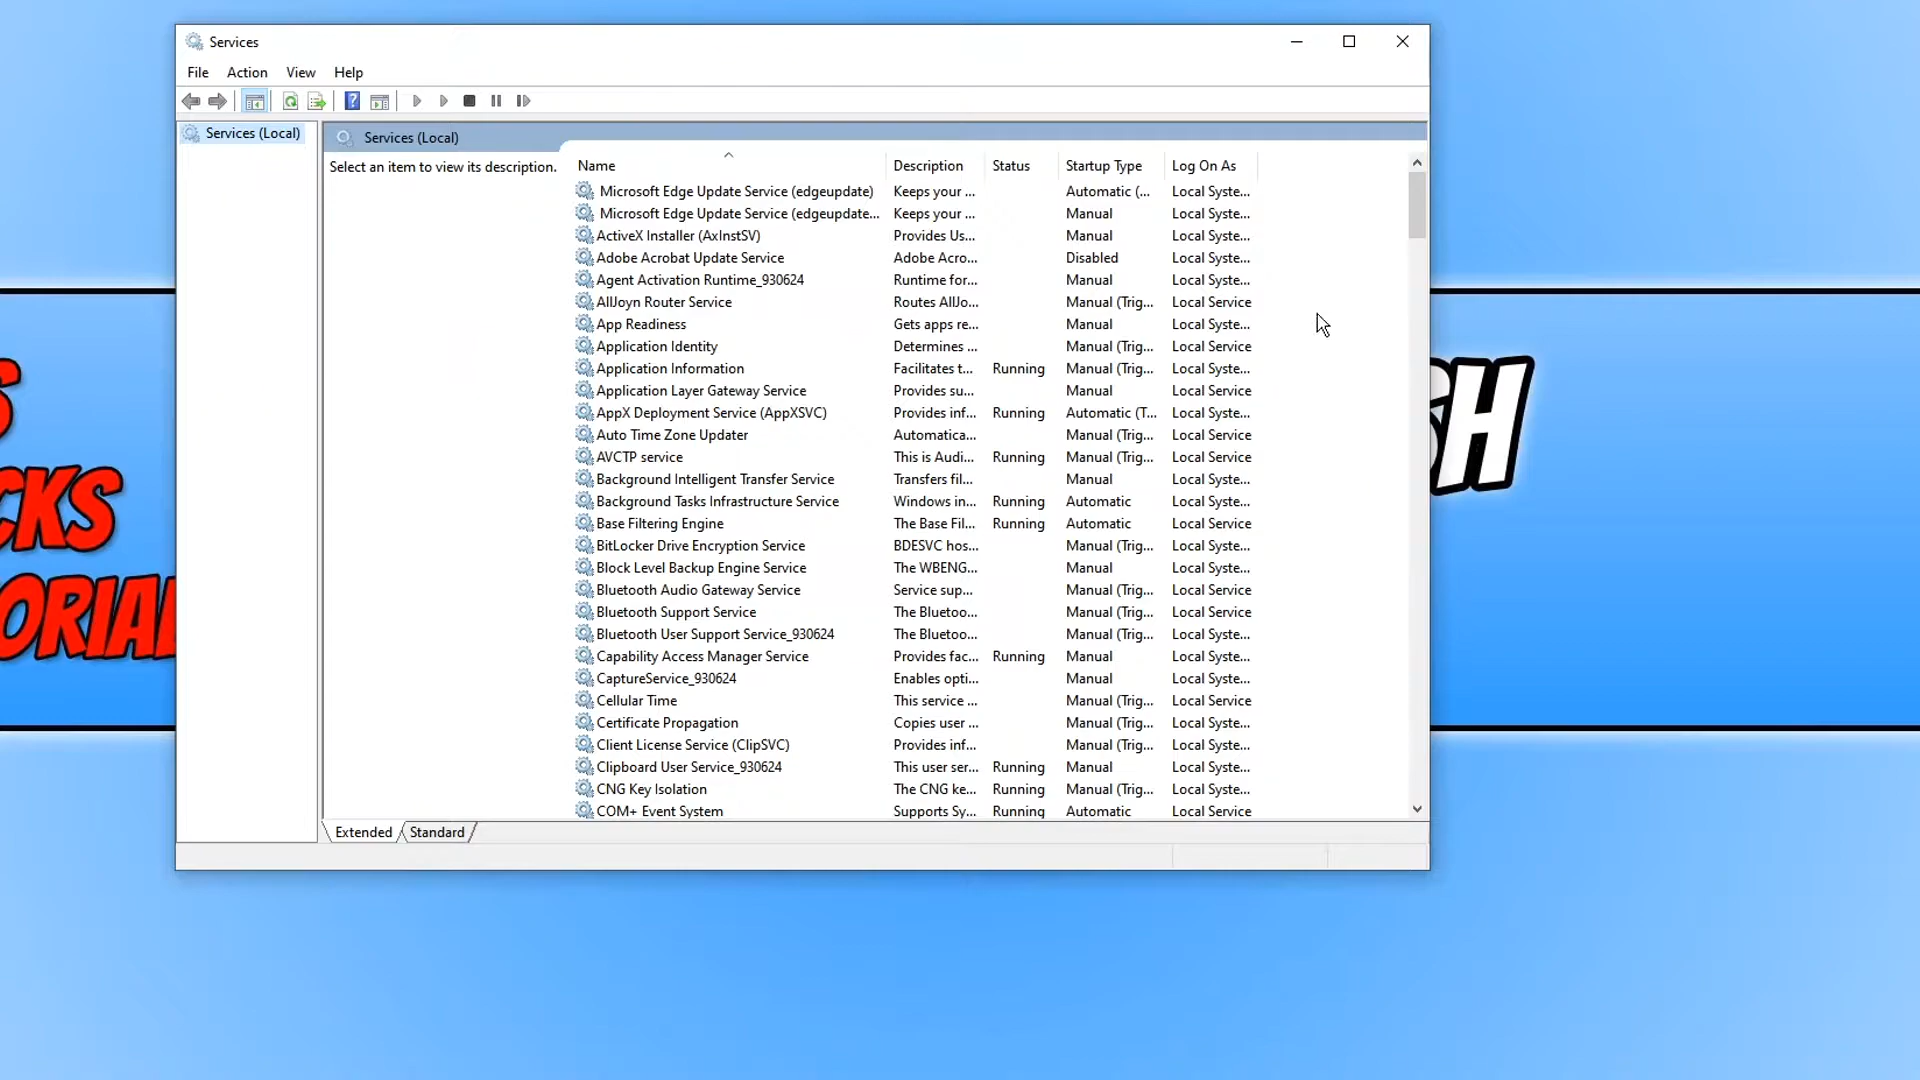 Services
File Action View Help
Services (Local)
Services (Local)
Select an item to view its description.
Name Description Status Startup Type Log On As
Microsoft Edge Update Service (edgeupdate) Keeps your ... Automatic (... Local Syste...
Microsoft Edge Update Service (edgeupdate... Keeps your ... Manual Local Syste...
ActiveX Installer (AxInstSV) Provides Us... Manual Local Syste...
Adobe Acrobat Update Service Adobe Acro... Disabled Local Syste...
Agent Activation Runtime_930624 Runtime for... Manual Local Syste...
AllJoyn Router Service Routes AllJo... Manual (Trig... Local Service
App Readiness Gets apps re... Manual Local Syste...
Application Identity Determines ... Manual (Trig... Local Service
Application Information Facilitates t... Running Manual (Trig... Local Syste...
Application Layer Gateway Service Provides su... Manual Local Service
AppX Deployment Service (AppXSVC) Provides inf... Running Automatic (T... Local Syste...
Auto Time Zone Updater Automatica... Manual (Trig... Local Service
AVCTP service This is Audi... Running Manual (Trig... Local Service
Background Intelligent Transfer Service Transfers fil... Manual Local Syste...
Background Tasks Infrastructure Service Windows in... Running Automatic Local Syste...
Base Filtering Engine The Base Fil... Running Automatic Local Service
BitLocker Drive Encryption Service BDESVC hos... Manual (Trig... Local Syste...
Block Level Backup Engine Service The WBENG... Manual Local Syste...
Bluetooth Audio Gateway Service Service sup... Manual (Trig... Local Service
Bluetooth Support Service The Bluetoo... Manual (Trig... Local Service
Bluetooth User Support Service_930624 The Bluetoo... Manual (Trig... Local Syste...
Capability Access Manager Service Provides fac... Running Manual Local Syste...
CaptureService_930624 Enables opti... Manual Local Syste...
Cellular Time This service ... Manual (Trig... Local Service
Certificate Propagation Copies user ... Manual (Trig... Local Syste...
Client License Service (ClipSVC) Provides inf... Manual (Trig... Local Syste...
Clipboard User Service_930624 This user ser... Running Manual Local Syste...
CNG Key Isolation The CNG ke... Running Manual (Trig... Local Syste...
COM+ Event System Supports Sy... Running Automatic Local Service
Extended Standard